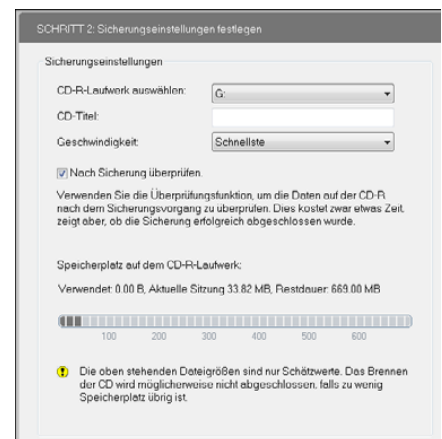 SCHRITT 2: Sicherungseinstellungen festlegen
Sicherungseinstellungen
CD-R-Laufwerk auswählen:
G:
CD-Titel:
Geschwindigkeit:
Schnellste
Nach Sicherung überprüfen.
Verwenden Sie die Überprüfungsfunktion, um die Daten auf der CD-R
nach dem Sicherungsvorgang zu überprüfen. Dies kostet zwar etwas Zeit,
zeigt aber, ob die Sicherung erfolgreich abgeschlossen wurde.
Speicherplatz auf dem CD-R-Laufwerk:
Verwendet: 0.00 B, Aktuelle Sitzung 33.82 MB, Restdauer: 669.00 MB
100 200 300 400 500 600
Die oben stehenden Dateigrößen sind nur Schätzwerte. Das Brennen
der CD wird möglicherweise nicht abgeschlossen, falls zu wenig
Speicherplatz übrig ist.